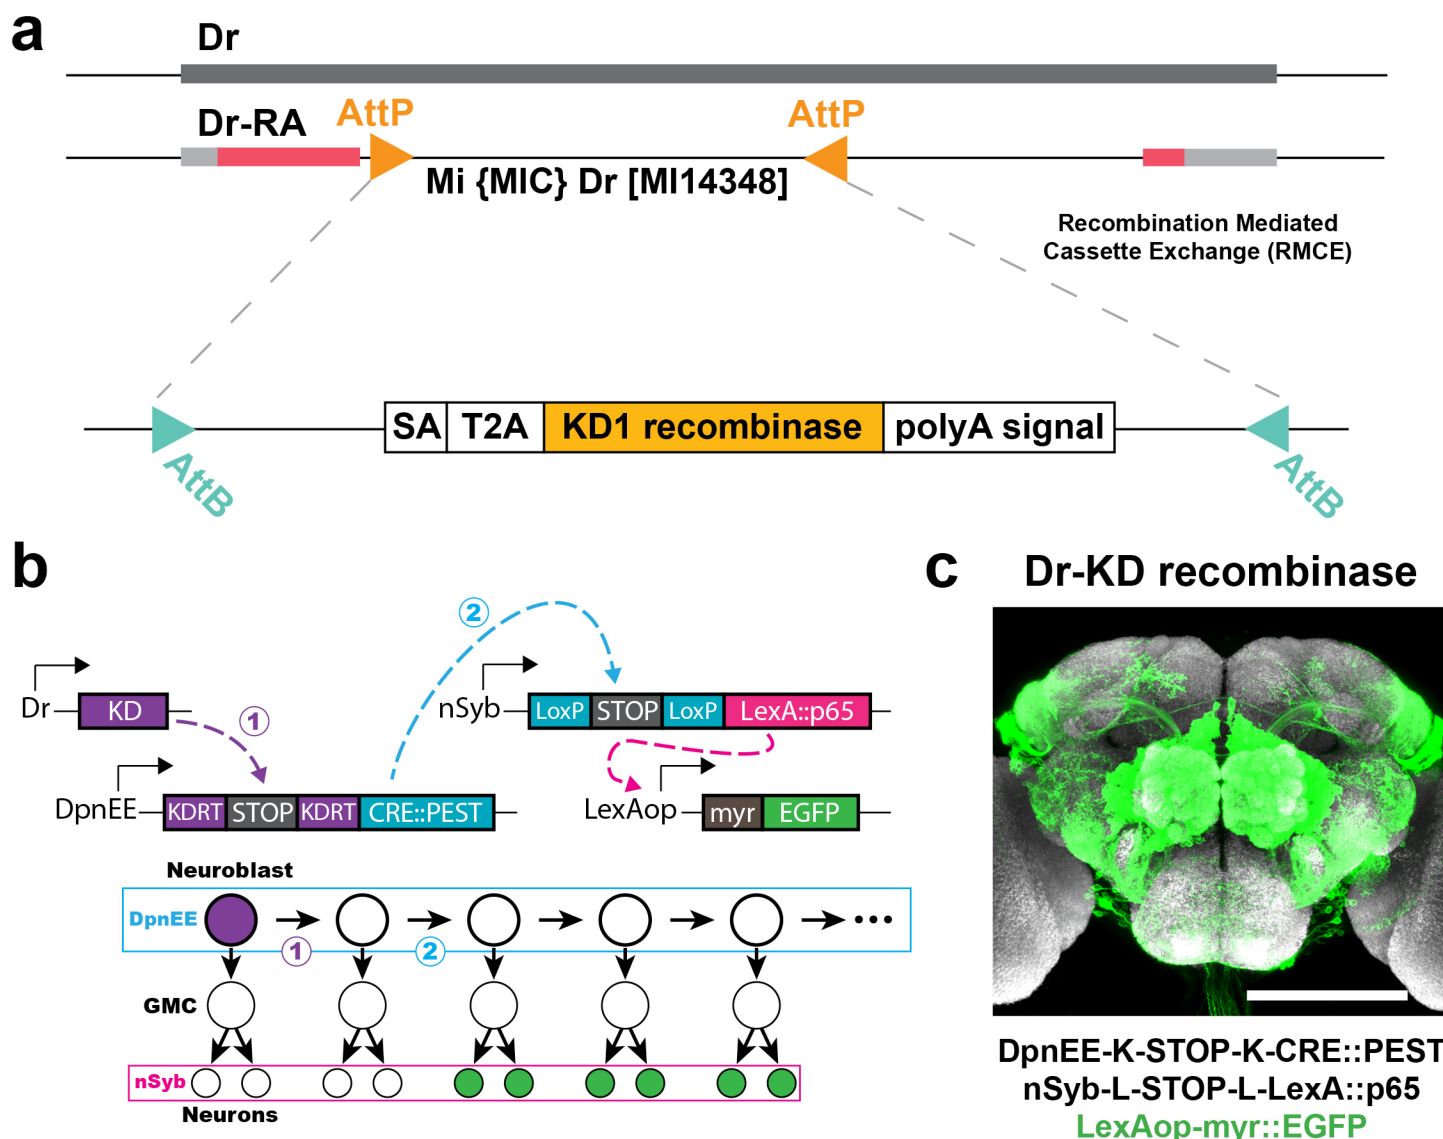 a
Dr
Dr-RA
AttP
AttP
Mi {MIC} Dr [MI14348]
Recombination Mediated
Cassette Exchange (RMCE)
SA
T2A
KD1 recombinase
polyA signal
AttB
AttB
b
Dr
KD
1
2
nSyb
LoxP
STOP
LoxP
LexA::p65
DpnEE
KDRT
STOP
KDRT
CRE::PEST
LexAop
myr
EGFP
Neuroblast
DpnEE
1
2
GMC
nSyb
Neurons
c
Dr-KD recombinase
DpnEE-K-STOP-K-CRE::PEST
nSyb-L-STOP-L-LexA::p65
LexAop-myr::EGFP